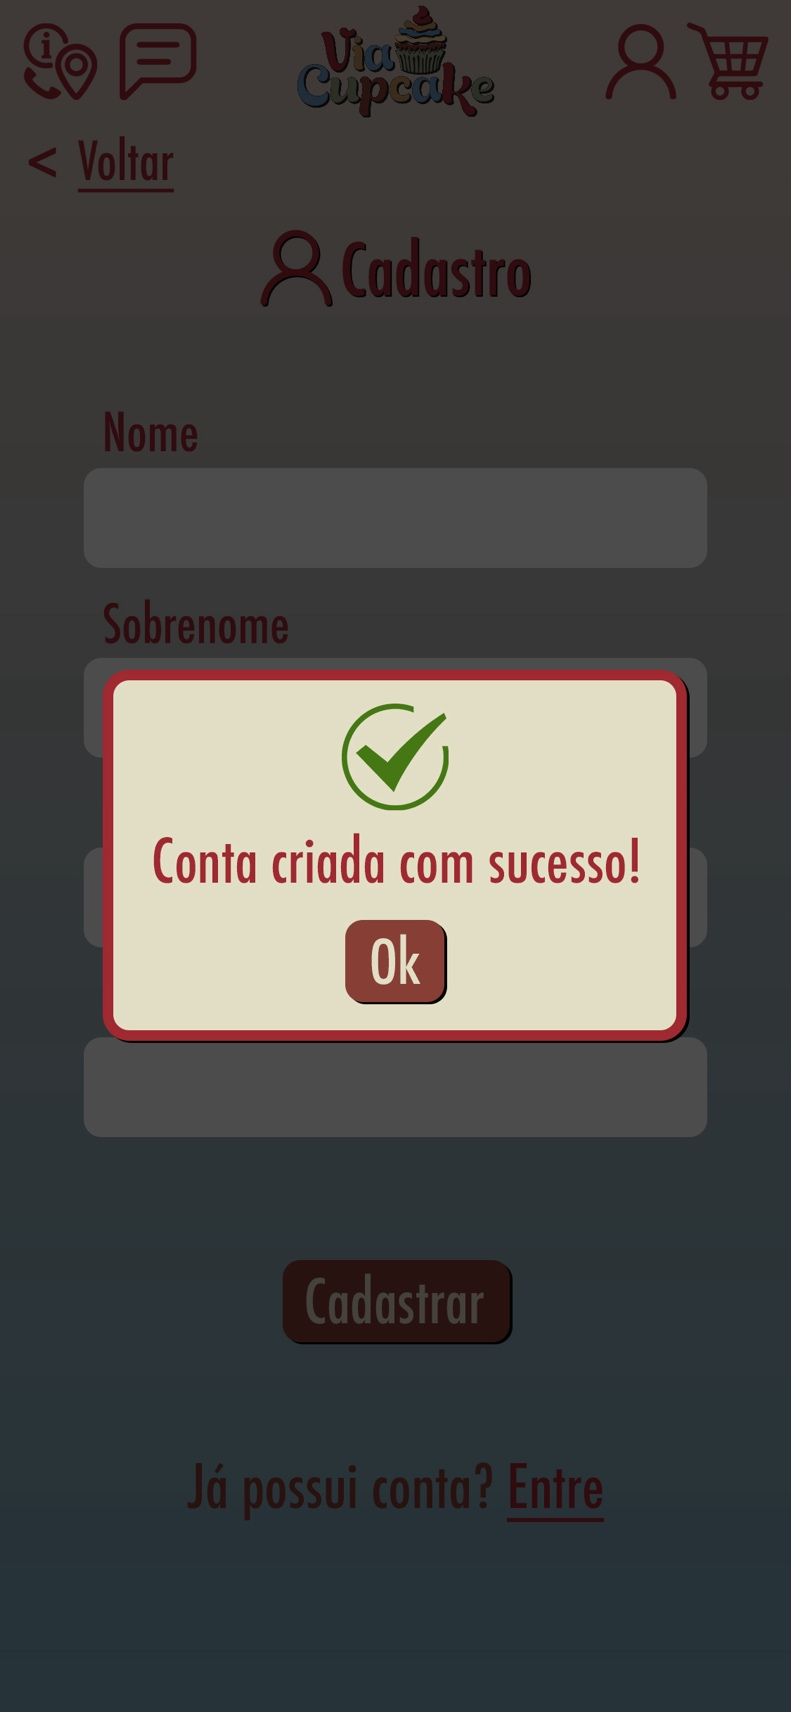 Via
Cupcake
< Voltar
Cadastro
Nome
Sobrenome
Conta criada com sucesso!
Ok
Cadastrar
Já possui conta? Entre